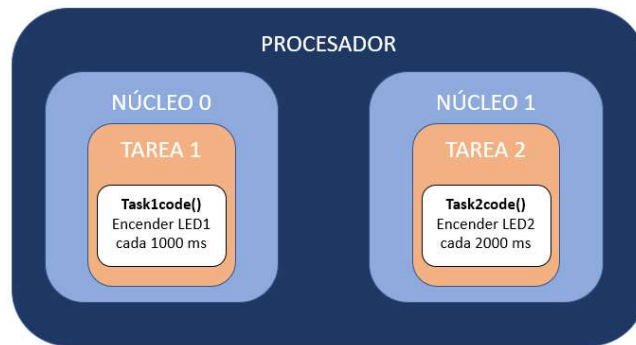 PROCESADOR
NÚCLEO 0
TAREA 1
Task1code()
Encender LED1
cada 1000 ms
NÚCLEO 1
TAREA 2
Task2code()
Encender LED2
cada 2000 ms